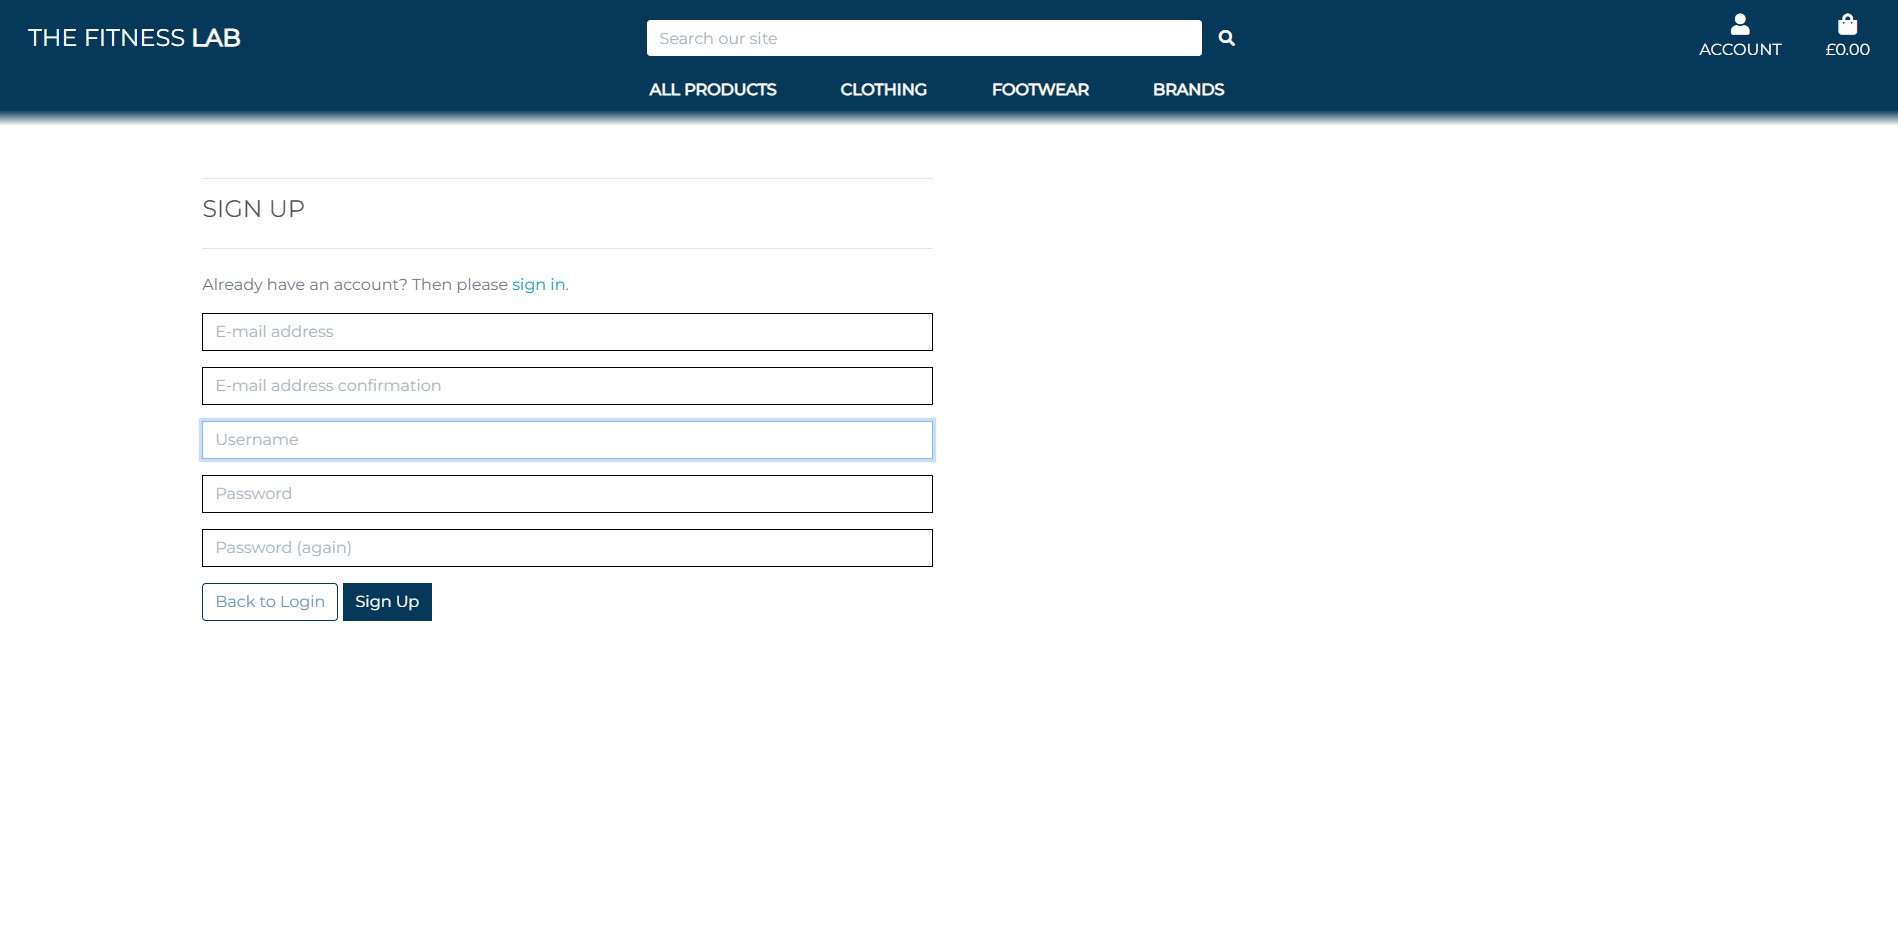 THE FITNESS LAB
Search our site
ACCOUNT
£0.00
ALL PRODUCTS
CLOTHING
FOOTWEAR
BRANDS
SIGN UP
Already have an account? Then please sign in.
E-mail address
E-mail address confirmation
Username
Password
Password (again)
Back to Login
Sign Up